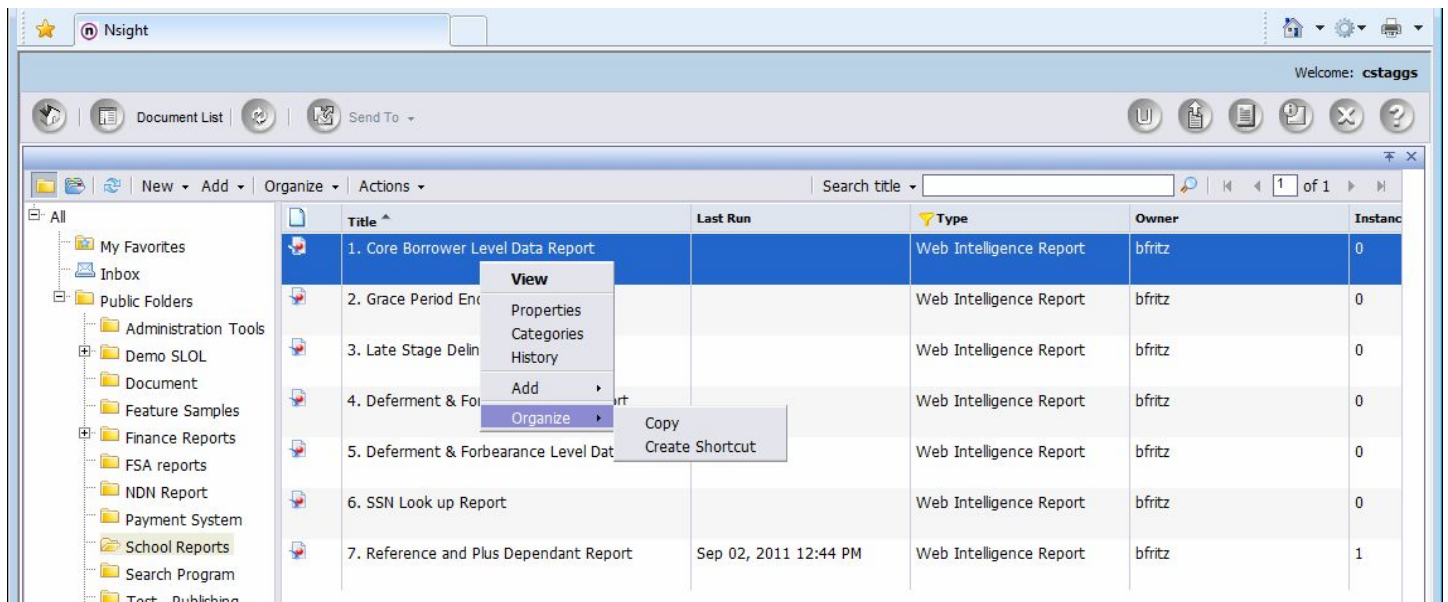 Nsight
Welcome: cstaggs
Document List Send To
New Add Organize Actions Search title 1 of 1
All Title Last Run Type Owner Instanc
My Favorites 1. Core Borrower Level Data Report Web Intelligence Report bfritz 0
Inbox View
Public Folders 2. Grace Period Web Intelligence Report bfritz 0
Properties
Administration Tools Categories
Demo SLOL 3. Late Stage Delin History Web Intelligence Report bfritz 0
Document Add
Feature Samples 4. Deferment & Web Intelligence Report bfritz 0
Organize Copy
Finance Reports Create Shortcut
FSA reports 5. Deferment & Forbearance Level Dat Web Intelligence Report bfritz 0
NDN Report
Payment System 6. SSN Look up Report Web Intelligence Report bfritz 0
School Reports 7. Reference and Plus Dependant Report Sep 02, 2011 12:44 PM Web Intelligence Report bfritz 1
Search Program